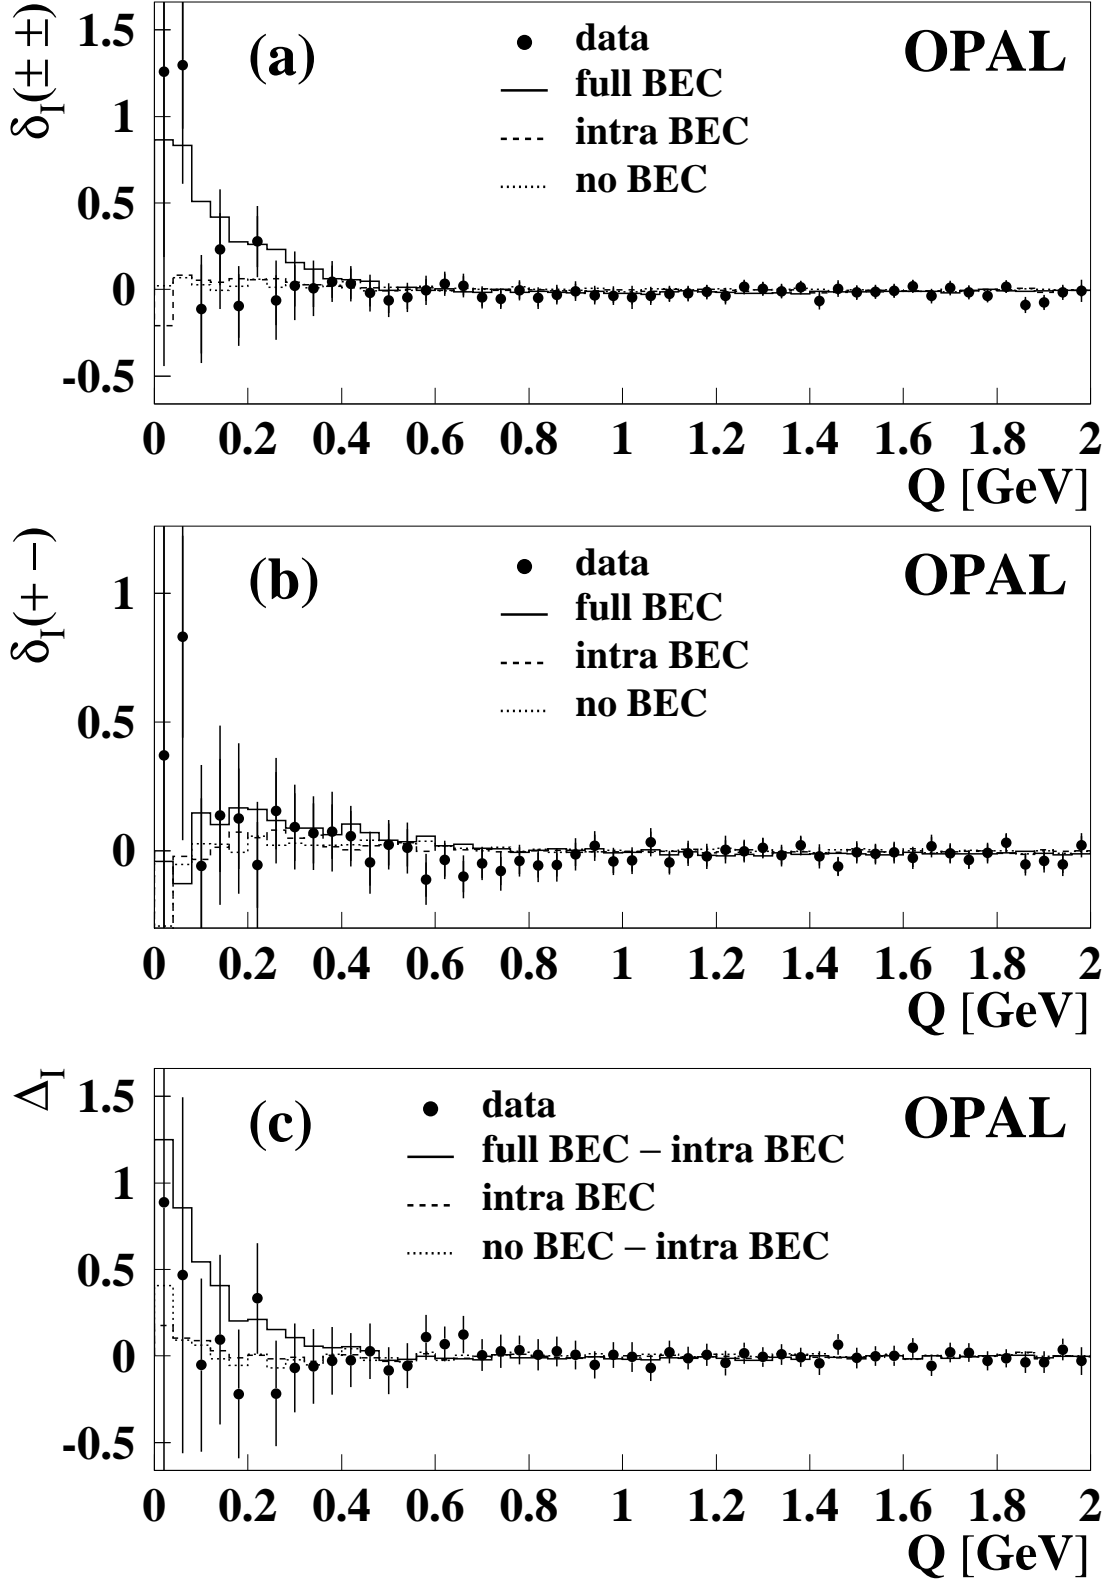 δI(± ±)
1.5
1
0.5
0
-0.5
(a)
data
full BEC
intra BEC
no BEC
OPAL
0 0.2 0.4 0.6 0.8 1 1.2 1.4 1.6 1.8 2
Q [GeV]
δI(+ −)
1
0.5
0
(b)
data
full BEC
intra BEC
no BEC
OPAL
0 0.2 0.4 0.6 0.8 1 1.2 1.4 1.6 1.8 2
Q [GeV]
ΔI
1.5
1
0.5
0
-0.5
(c)
data
full BEC − intra BEC
intra BEC
no BEC − intra BEC
OPAL
0 0.2 0.4 0.6 0.8 1 1.2 1.4 1.6 1.8 2
Q [GeV]